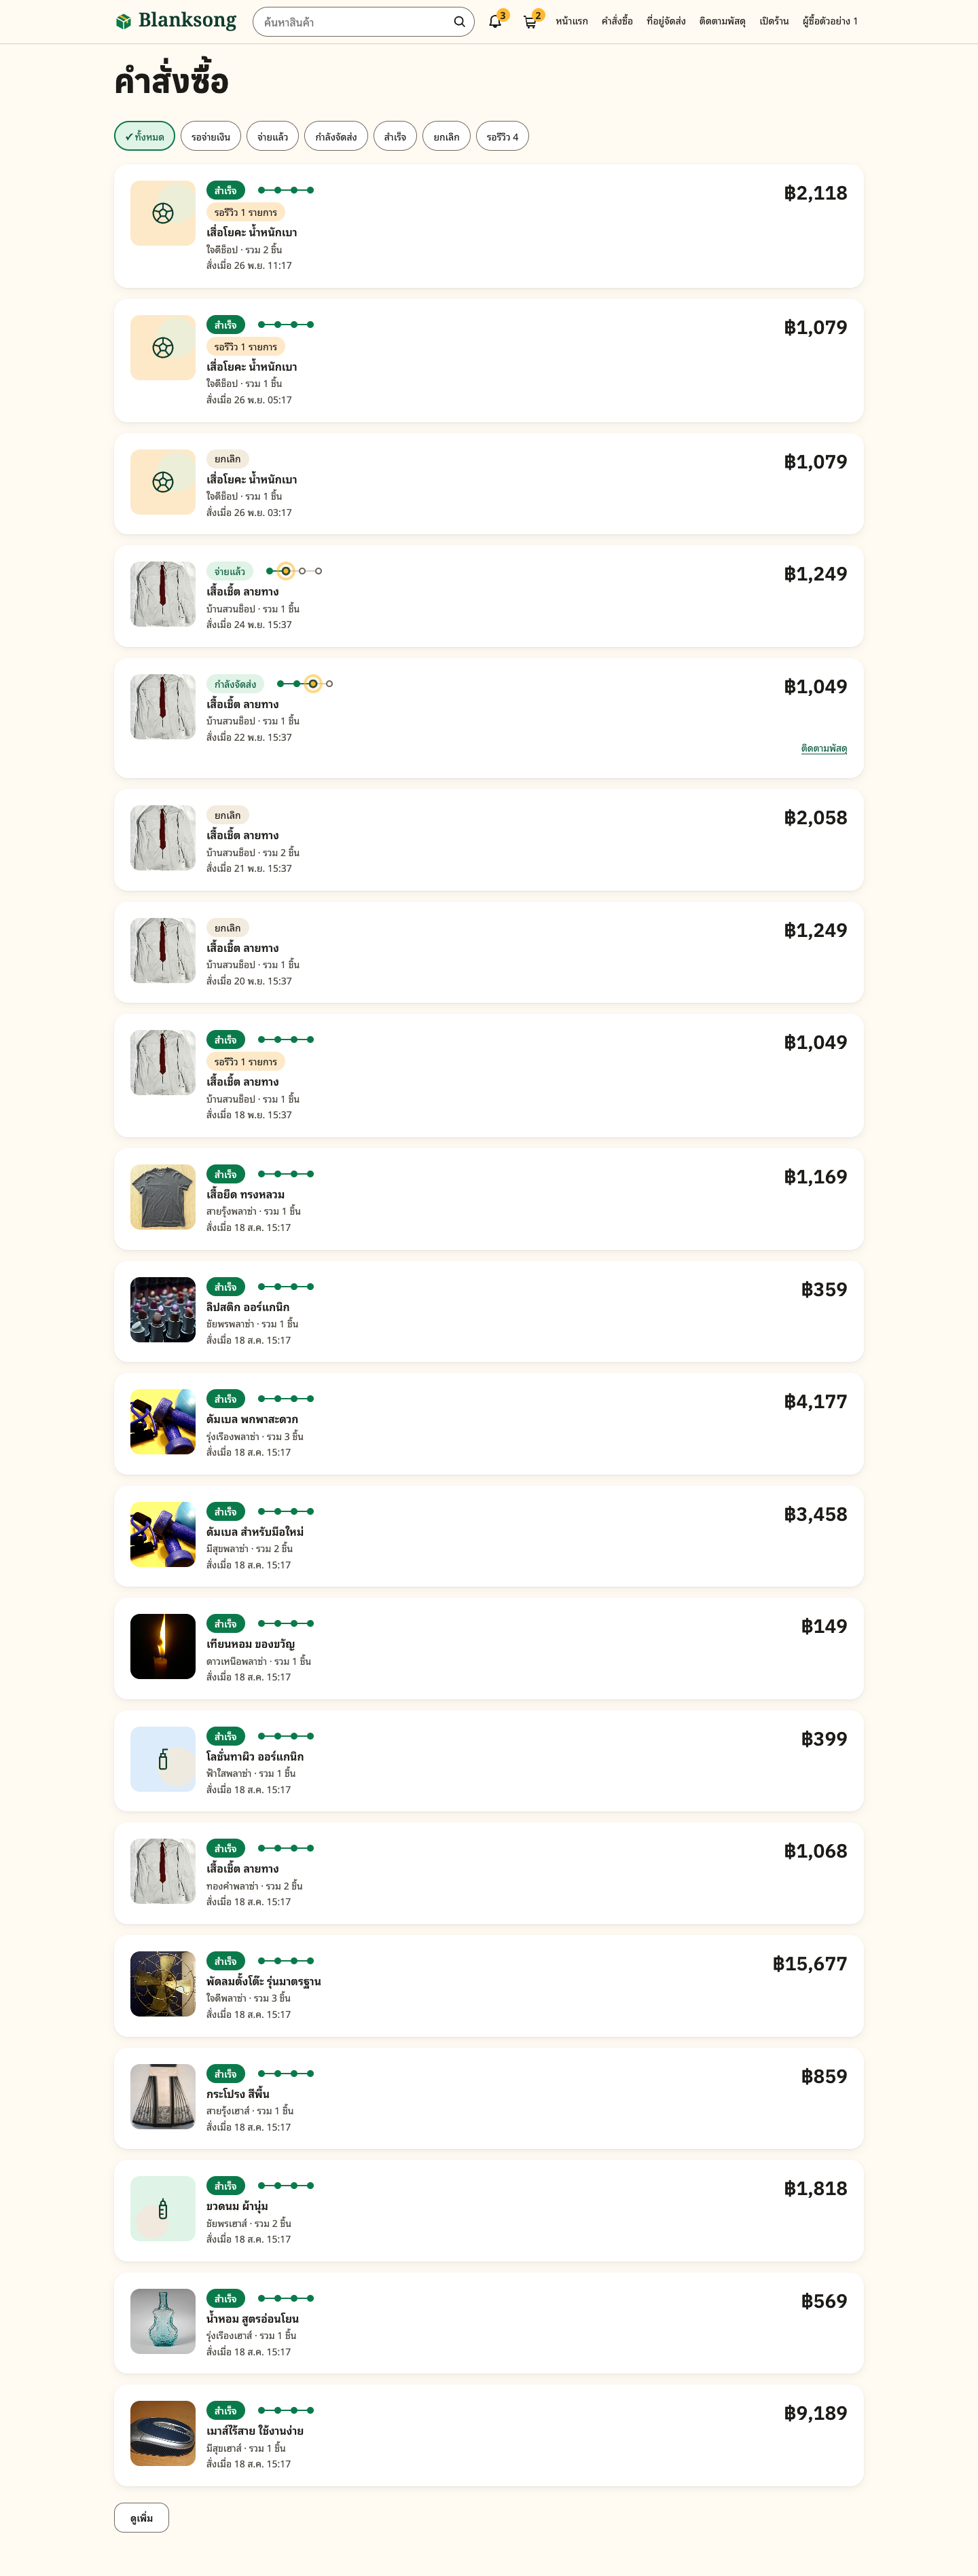 Blanksong
ค้นหาสินค้า
3
2
หน้าแรก
คำสั่งซื้อ
ที่อยู่จัดส่ง
ติดตามพัสดุ
เปิดร้าน
ผู้ซื้อตัวอย่าง 1
คำสั่งซื้อ
✓ ทั้งหมด
รอจ่ายเงิน
จ่ายแล้ว
กำลังจัดส่ง
สำเร็จ
ยกเลิก
รอรีวิว 4
สำเร็จ
฿2,118
รอรีวิว 1 รายการ
เสื่อโยคะ น้ำหนักเบา
ใจดีช็อป · รวม 2 ชิ้น
สั่งเมื่อ 26 พ.ย. 11:17
สำเร็จ
฿1,079
รอรีวิว 1 รายการ
เสื่อโยคะ น้ำหนักเบา
ใจดีช็อป · รวม 1 ชิ้น
สั่งเมื่อ 26 พ.ย. 05:17
ยกเลิก
฿1,079
เสื่อโยคะ น้ำหนักเบา
ใจดีช็อป · รวม 1 ชิ้น
สั่งเมื่อ 26 พ.ย. 03:17
จ่ายแล้ว
฿1,249
เสื้อเชิ้ต ลายทาง
บ้านสวนช็อป · รวม 1 ชิ้น
สั่งเมื่อ 24 พ.ย. 15:37
กำลังจัดส่ง
฿1,049
เสื้อเชิ้ต ลายทาง
บ้านสวนช็อป · รวม 1 ชิ้น
สั่งเมื่อ 22 พ.ย. 15:37
ติดตามพัสดุ
ยกเลิก
฿2,058
เสื้อเชิ้ต ลายทาง
บ้านสวนช็อป · รวม 2 ชิ้น
สั่งเมื่อ 21 พ.ย. 15:37
ยกเลิก
฿1,249
เสื้อเชิ้ต ลายทาง
บ้านสวนช็อป · รวม 1 ชิ้น
สั่งเมื่อ 20 พ.ย. 15:37
สำเร็จ
฿1,049
รอรีวิว 1 รายการ
เสื้อเชิ้ต ลายทาง
บ้านสวนช็อป · รวม 1 ชิ้น
สั่งเมื่อ 18 พ.ย. 15:37
สำเร็จ
฿1,169
เสื้อยืด ทรงหลวม
สายรุ้งพลาซ่า · รวม 1 ชิ้น
สั่งเมื่อ 18 ส.ค. 15:17
สำเร็จ
฿359
ลิปสติก ออร์แกนิก
ชัยพรพลาซ่า · รวม 1 ชิ้น
สั่งเมื่อ 18 ส.ค. 15:17
สำเร็จ
฿4,177
ดัมเบล พกพาสะดวก
รุ่งเรืองพลาซ่า · รวม 3 ชิ้น
สั่งเมื่อ 18 ส.ค. 15:17
สำเร็จ
฿3,458
ดัมเบล สำหรับมือใหม่
มีสุขพลาซ่า · รวม 2 ชิ้น
สั่งเมื่อ 18 ส.ค. 15:17
สำเร็จ
฿149
เทียนหอม ของขวัญ
ดาวเหนือพลาซ่า · รวม 1 ชิ้น
สั่งเมื่อ 18 ส.ค. 15:17
สำเร็จ
฿399
โลชั่นทาผิว ออร์แกนิก
ฟ้าใสพลาซ่า · รวม 1 ชิ้น
สั่งเมื่อ 18 ส.ค. 15:17
สำเร็จ
฿1,068
เสื้อเชิ้ต ลายทาง
ทองคำพลาซ่า · รวม 2 ชิ้น
สั่งเมื่อ 18 ส.ค. 15:17
สำเร็จ
฿15,677
พัดลมตั้งโต๊ะ รุ่นมาตรฐาน
ใจดีพลาซ่า · รวม 3 ชิ้น
สั่งเมื่อ 18 ส.ค. 15:17
สำเร็จ
฿859
กระโปรง สีพื้น
สายรุ้งเฮาส์ · รวม 1 ชิ้น
สั่งเมื่อ 18 ส.ค. 15:17
สำเร็จ
฿1,818
ขวดนม ผ้านุ่ม
ชัยพรเฮาส์ · รวม 2 ชิ้น
สั่งเมื่อ 18 ส.ค. 15:17
สำเร็จ
฿569
น้ำหอม สูตรอ่อนโยน
รุ่งเรืองเฮาส์ · รวม 1 ชิ้น
สั่งเมื่อ 18 ส.ค. 15:17
สำเร็จ
฿9,189
เมาส์ไร้สาย ใช้งานง่าย
มีสุขเฮาส์ · รวม 1 ชิ้น
สั่งเมื่อ 18 ส.ค. 15:17
ดูเพิ่ม